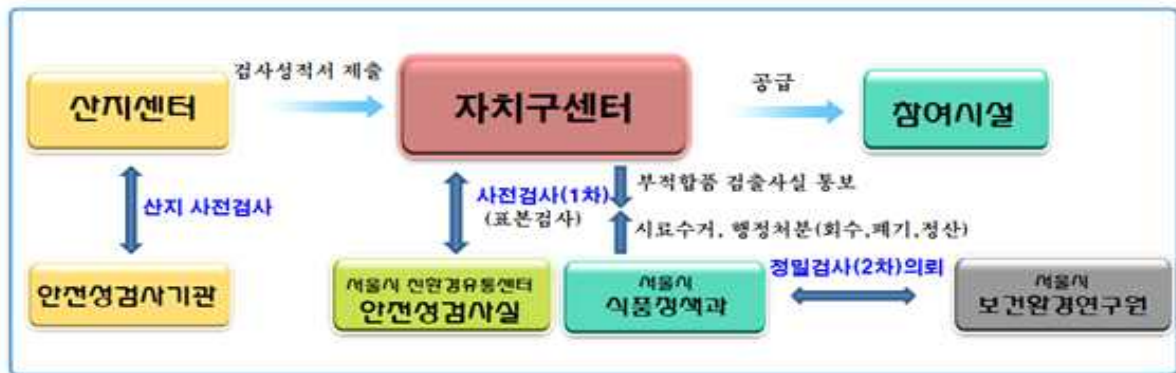 검사성적서 제출
산지센터
자치구센터
공급
참여시설
산지 사전검사
사전검사(1차)
(표본검사)
부적합품 검출사실 통보
시료수거, 행정처분(회수,폐기,정산)
정밀검사(2차)의뢰
안전성검사기관
서울시 친환경유통센터
안전성검사실
서울시
식품정책과
서울시
보건환경연구원